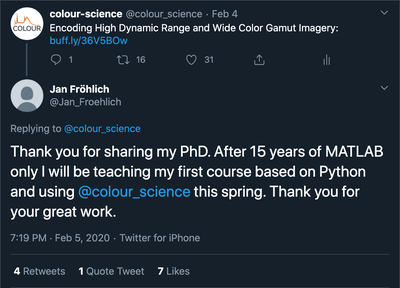 colour-science @colour_science · Feb 4
COLOUR
Encoding High Dynamic Range and Wide Color Gamut Imagery:
buff.ly/36V5BOw
1 16 31
Jan Fröhlich
@Jan_Froehlich
Replying to @colour_science
Thank you for sharing my PhD. After 15 years of MATLAB
only I will be teaching my first course based on Python
and using @colour_science this spring. Thank you for
your great work.
7:19 PM · Feb 5, 2020 · Twitter for iPhone
4 Retweets 1 Quote Tweet 7 Likes